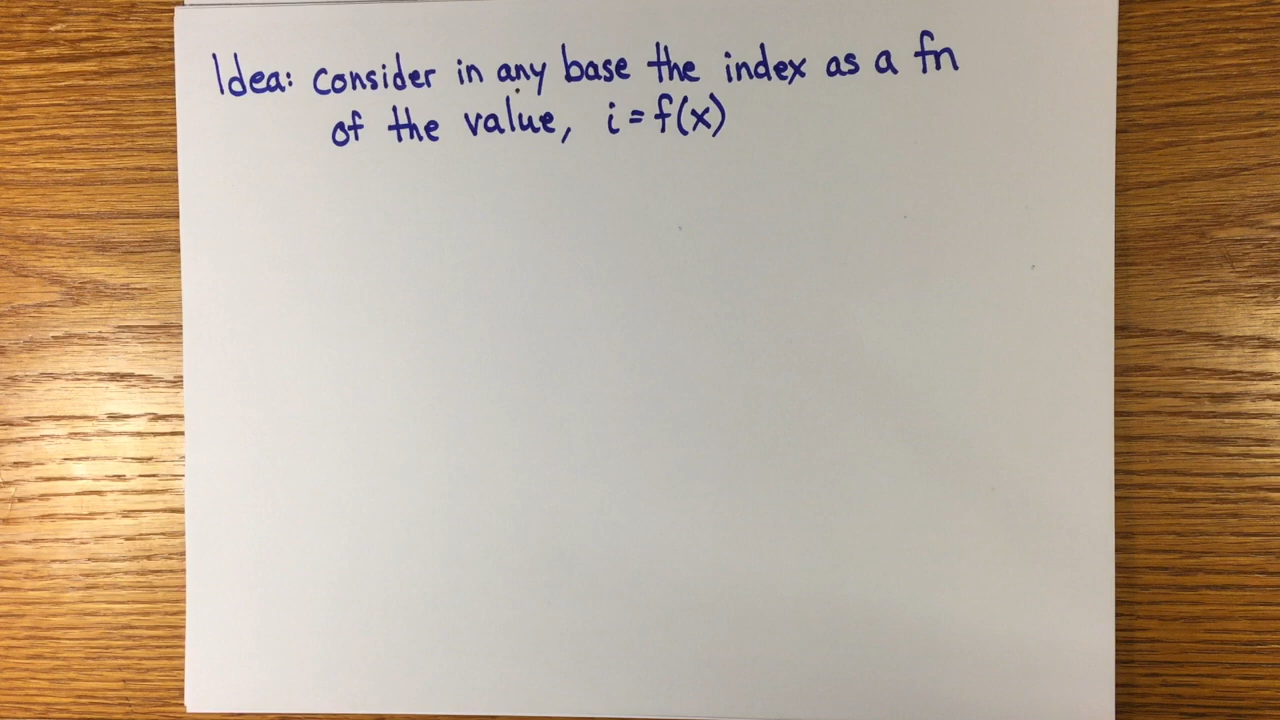 Idea: consider in any base the index as a fn
of the value, i = f(x)